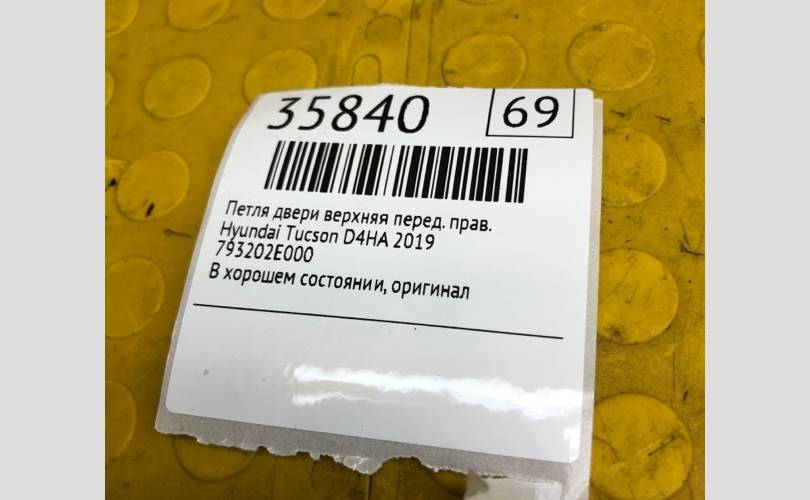 35840 69
Петля двери верхняя перед. прав.
Hyundai Tucson D4HA 2019
793202E000
В хорошем состоянии, оригинал